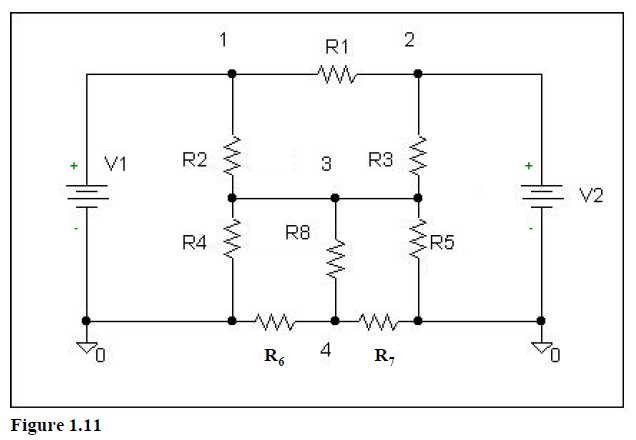 1 R1 2
+ V1 R2 3 R3 + V2
- R4 R8 R5 -
0 R₆ 4 R₇ 0
Figure 1.11